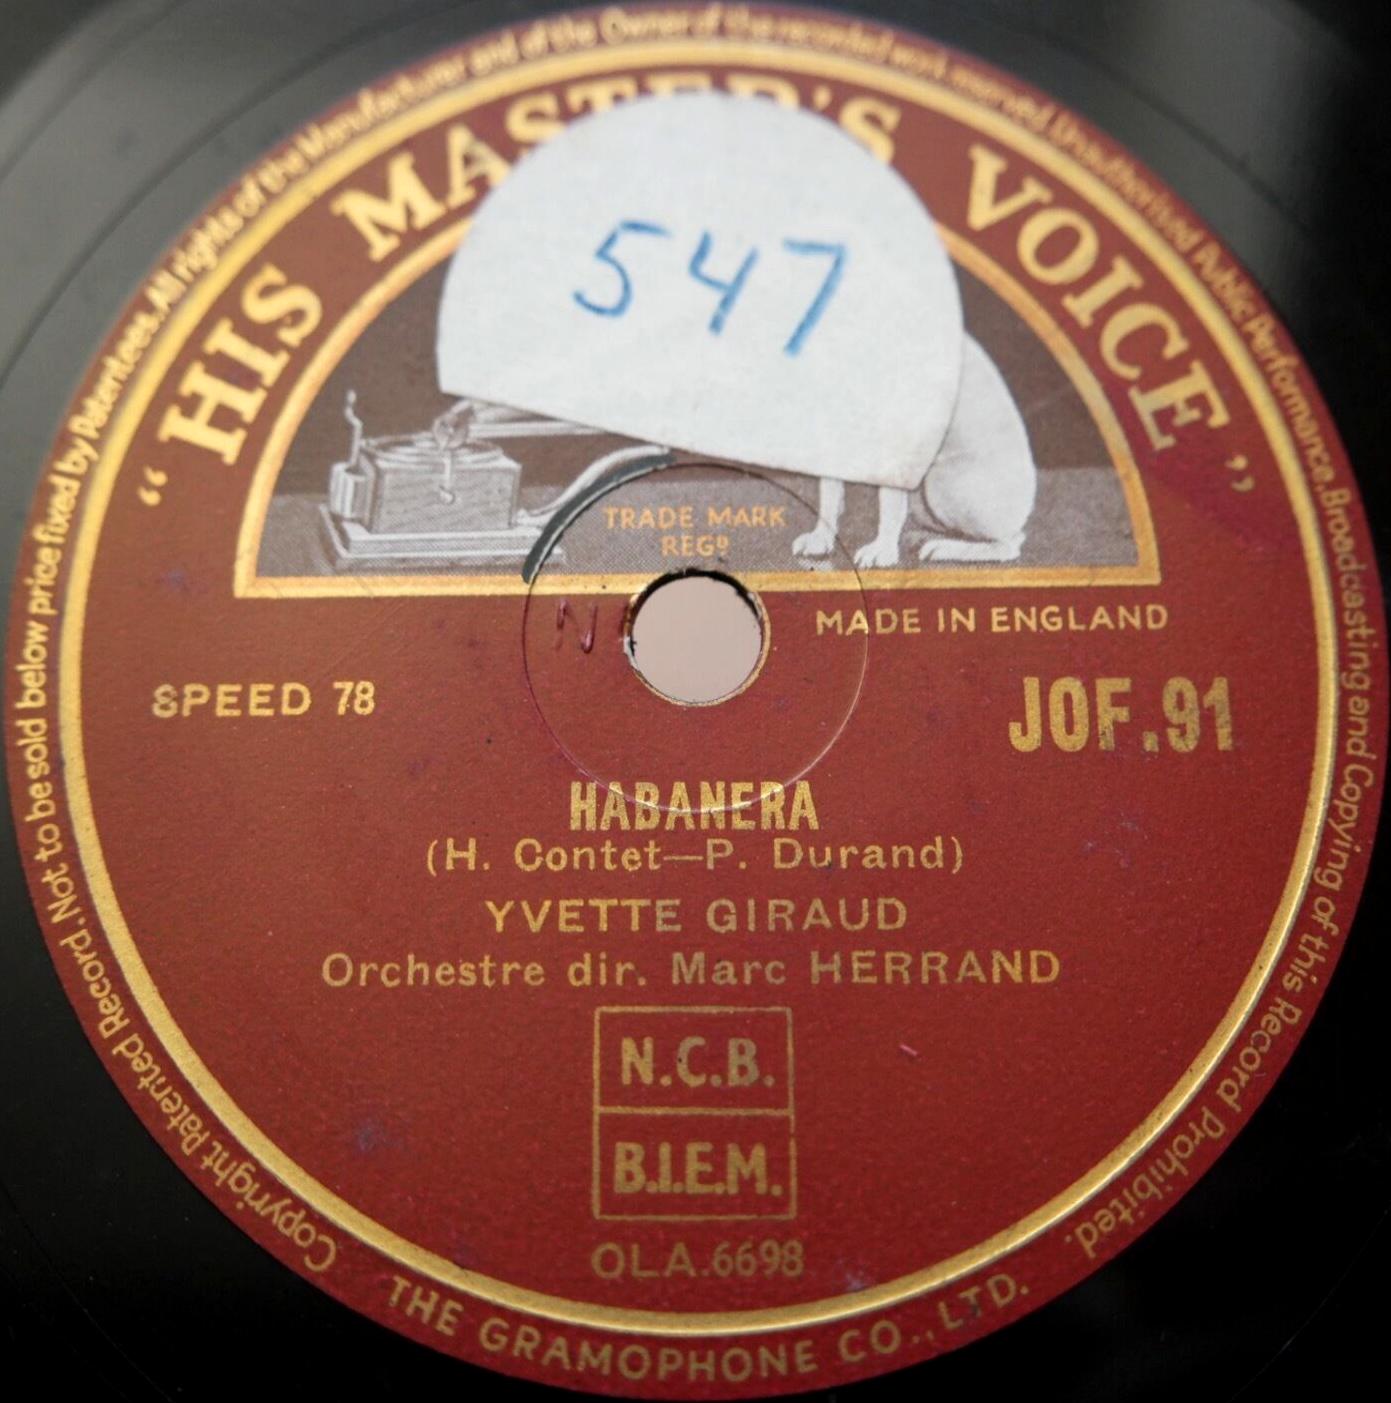 Copyright Patented Record. Not to be sold below price fixed by Patentees. All rights of the Manufacturer and of the Owner of the recorded work reserved. Unauthorised Public Performance, Broadcasting and Copying of this Record Prohibited.
“HIS MASTER'S VOICE”
547
TRADE MARK
REGD
N
MADE IN ENGLAND
SPEED 78
JOF.91
HABANERA
(H. Contet—P. Durand)
YVETTE GIRAUD
Orchestre dir. Marc HERRAND
N.C.B.
B.I.E.M.
OLA.6698
THE GRAMOPHONE CO., LTD.